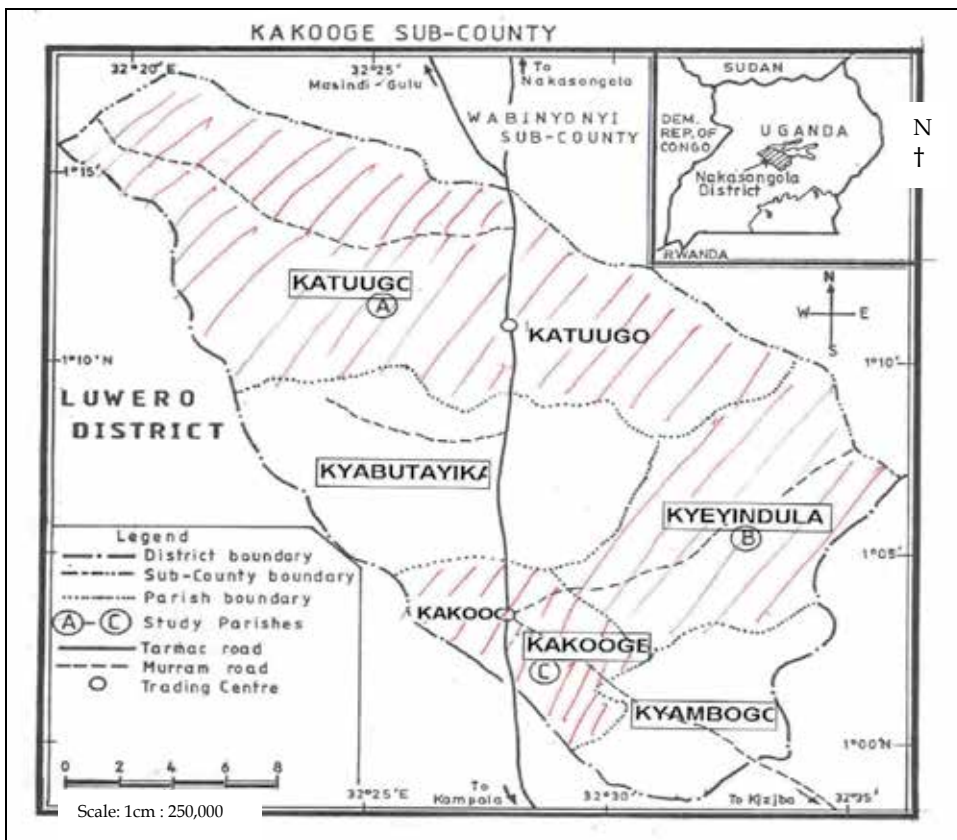 KAKOOGE SUB-COUNTY
32°20' E
32°25'
Masindi-Gulu
To
Nakasongola
WABINYONYI
SUB-COUNTY
SUDAN
DEM.
REP. OF
CONGO
UGANDA
Nakasongola
District
RWANDA
N
†
1°15'
N
W
E
S
KATUUGO
A
KATUUGO
1°10'N
1°10'
LUWERO
DISTRICT
KYABUTAYIKA
KYEYINDULA
B
1°05'
KAKOOG
KAKOOGE
C
KYAMBOGO
1°00'N
Legend
District boundary
Sub-County boundary
Parish boundary
A - C Study Parishes
Tarmac road
Murram road
Trading Centre
0 2 4 6 8
Scale: 1cm : 250,000
32°25' E
To
Kampala
32°30
To Kizjba
32°35'